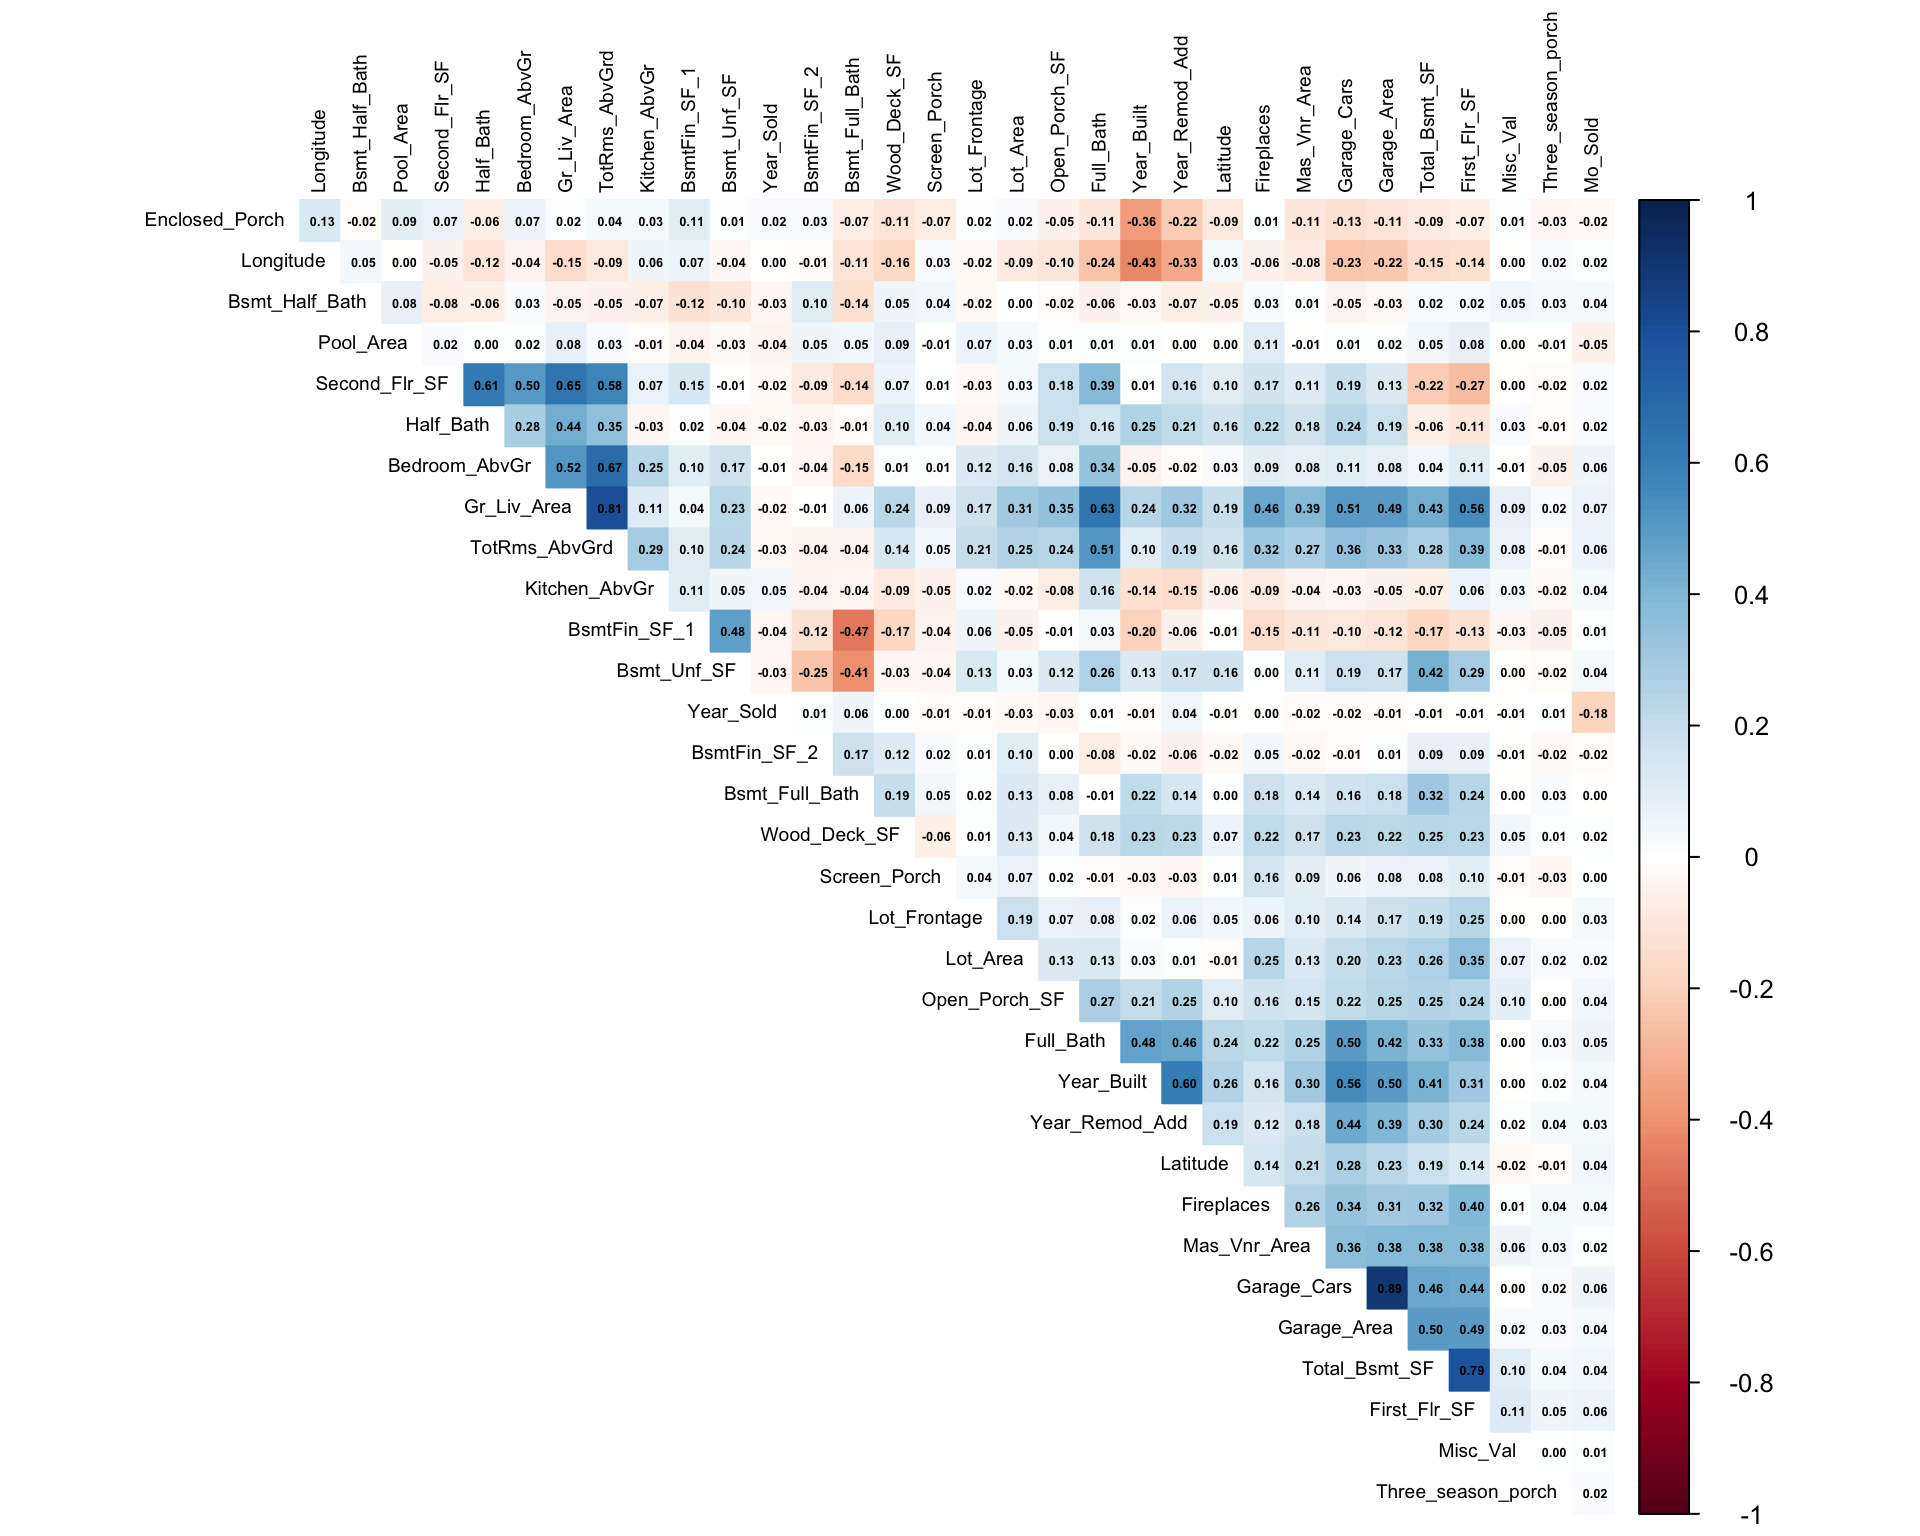 Longitude Bsmt_Half_Bath Pool_Area Second_Flr_SF Half_Bath Bedroom_AbvGr Gr_Liv_Area TotRms_AbvGrd Kitchen_AbvGr BsmtFin_SF_1 Bsmt_Unf_SF Year_Sold BsmtFin_SF_2 Bsmt_Full_Bath Wood_Deck_SF Screen_Porch Lot_Frontage Lot_Area Open_Porch_SF Full_Bath Year_Built Year_Remod_Add Latitude Fireplaces Mas_Vnr_Area Garage_Cars Garage_Area Total_Bsmt_SF First_Flr_SF Misc_Val Three_season_porch Mo_Sold
Enclosed_Porch 0.13 -0.02 0.09 0.07 -0.06 0.07 0.02 0.04 0.03 0.11 0.01 0.02 0.03 -0.07 -0.11 -0.07 0.02 0.02 -0.05 -0.11 -0.36 -0.22 -0.09 0.01 -0.11 -0.13 -0.11 -0.09 -0.07 0.01 -0.03 -0.02
Longitude 0.05 0.00 -0.05 -0.12 -0.04 -0.15 -0.09 0.06 0.07 -0.04 0.00 -0.01 -0.11 -0.16 0.03 -0.02 -0.09 -0.10 -0.24 -0.43 -0.33 0.03 -0.06 -0.08 -0.23 -0.22 -0.15 -0.14 0.00 0.02 0.02
Bsmt_Half_Bath 0.08 -0.08 -0.06 0.03 -0.05 -0.05 -0.07 -0.12 -0.10 -0.03 0.10 -0.14 0.05 0.04 -0.02 0.00 -0.02 -0.06 -0.03 -0.07 -0.05 0.03 0.01 -0.05 -0.03 0.02 0.02 0.05 0.03 0.04
Pool_Area 0.02 0.00 0.02 0.08 0.03 -0.01 -0.04 -0.03 -0.04 0.05 0.05 0.09 -0.01 0.07 0.03 0.01 0.01 0.01 0.00 0.00 0.11 -0.01 0.01 0.02 0.05 0.08 0.00 -0.01 -0.05
Second_Flr_SF 0.61 0.50 0.65 0.58 0.07 0.15 -0.01 -0.02 -0.09 -0.14 0.07 0.01 -0.03 0.03 0.18 0.39 0.01 0.16 0.10 0.17 0.11 0.19 0.13 -0.22 -0.27 0.00 -0.02 0.02
Half_Bath 0.28 0.44 0.35 -0.03 0.02 -0.04 -0.02 -0.03 -0.01 0.10 0.04 -0.04 0.06 0.19 0.16 0.25 0.21 0.16 0.22 0.18 0.24 0.19 -0.06 -0.11 0.03 -0.01 0.02
Bedroom_AbvGr 0.52 0.67 0.25 0.10 0.17 -0.01 -0.04 -0.15 0.01 0.01 0.12 0.16 0.08 0.34 -0.05 -0.02 0.03 0.09 0.08 0.11 0.08 0.04 0.11 -0.01 -0.05 0.06
Gr_Liv_Area 0.81 0.11 0.04 0.23 -0.02 -0.01 0.06 0.24 0.09 0.17 0.31 0.35 0.63 0.24 0.32 0.19 0.46 0.39 0.51 0.49 0.43 0.56 0.09 0.02 0.07
TotRms_AbvGrd 0.29 0.10 0.24 -0.03 -0.04 -0.04 0.14 0.05 0.21 0.25 0.24 0.51 0.10 0.19 0.16 0.32 0.27 0.36 0.33 0.28 0.39 0.08 -0.01 0.06
Kitchen_AbvGr 0.11 0.05 0.05 -0.04 -0.04 -0.09 -0.05 0.02 -0.02 -0.08 0.16 -0.14 -0.15 -0.06 -0.09 -0.04 -0.03 -0.05 -0.07 0.06 0.03 -0.02 0.04
BsmtFin_SF_1 0.48 -0.04 -0.12 -0.47 -0.17 -0.04 0.06 -0.05 -0.01 0.03 -0.20 -0.06 -0.01 -0.15 -0.11 -0.10 -0.12 -0.17 -0.13 -0.03 -0.05 0.01
Bsmt_Unf_SF -0.03 -0.25 -0.41 -0.03 -0.04 0.13 0.03 0.12 0.26 0.13 0.17 0.16 0.00 0.11 0.19 0.17 0.42 0.29 0.00 -0.02 0.04
Year_Sold 0.01 0.06 0.00 -0.01 -0.01 -0.03 -0.03 0.01 -0.01 0.04 -0.01 0.00 -0.02 -0.02 -0.01 -0.01 -0.01 -0.01 0.01 -0.18
BsmtFin_SF_2 0.17 0.12 0.02 0.01 0.10 0.00 -0.08 -0.02 -0.06 -0.02 0.05 -0.02 -0.01 0.01 0.09 0.09 -0.01 -0.02 -0.02
Bsmt_Full_Bath 0.19 0.05 0.02 0.13 0.08 -0.01 0.22 0.14 0.00 0.18 0.14 0.16 0.18 0.32 0.24 0.00 0.03 0.00
Wood_Deck_SF -0.06 0.01 0.13 0.04 0.18 0.23 0.23 0.07 0.22 0.17 0.23 0.22 0.25 0.23 0.05 0.01 0.02
Screen_Porch 0.04 0.07 0.02 -0.01 -0.03 -0.03 0.01 0.16 0.09 0.06 0.08 0.08 0.10 -0.01 -0.03 0.00
Lot_Frontage 0.19 0.07 0.08 0.02 0.06 0.05 0.06 0.10 0.14 0.17 0.19 0.25 0.00 0.00 0.03
Lot_Area 0.13 0.13 0.03 0.01 -0.01 0.25 0.13 0.20 0.23 0.26 0.35 0.07 0.02 0.02
Open_Porch_SF 0.27 0.21 0.25 0.10 0.16 0.15 0.22 0.25 0.25 0.24 0.10 0.00 0.04
Full_Bath 0.48 0.46 0.24 0.22 0.25 0.50 0.42 0.33 0.38 0.00 0.03 0.05
Year_Built 0.60 0.26 0.16 0.30 0.56 0.50 0.41 0.31 0.00 0.02 0.04
Year_Remod_Add 0.19 0.12 0.18 0.44 0.39 0.30 0.24 0.02 0.04 0.03
Latitude 0.14 0.21 0.28 0.23 0.19 0.14 -0.02 -0.01 0.04
Fireplaces 0.26 0.34 0.31 0.32 0.40 0.01 0.04 0.04
Mas_Vnr_Area 0.36 0.38 0.38 0.38 0.06 0.03 0.02
Garage_Cars 0.89 0.46 0.44 0.00 0.02 0.06
Garage_Area 0.50 0.49 0.02 0.03 0.04
Total_Bsmt_SF 0.79 0.10 0.04 0.04
First_Flr_SF 0.11 0.05 0.06
Misc_Val 0.00 0.01
Three_season_porch 0.02
1
0.8
0.6
0.4
0.2
0
-0.2
-0.4
-0.6
-0.8
-1